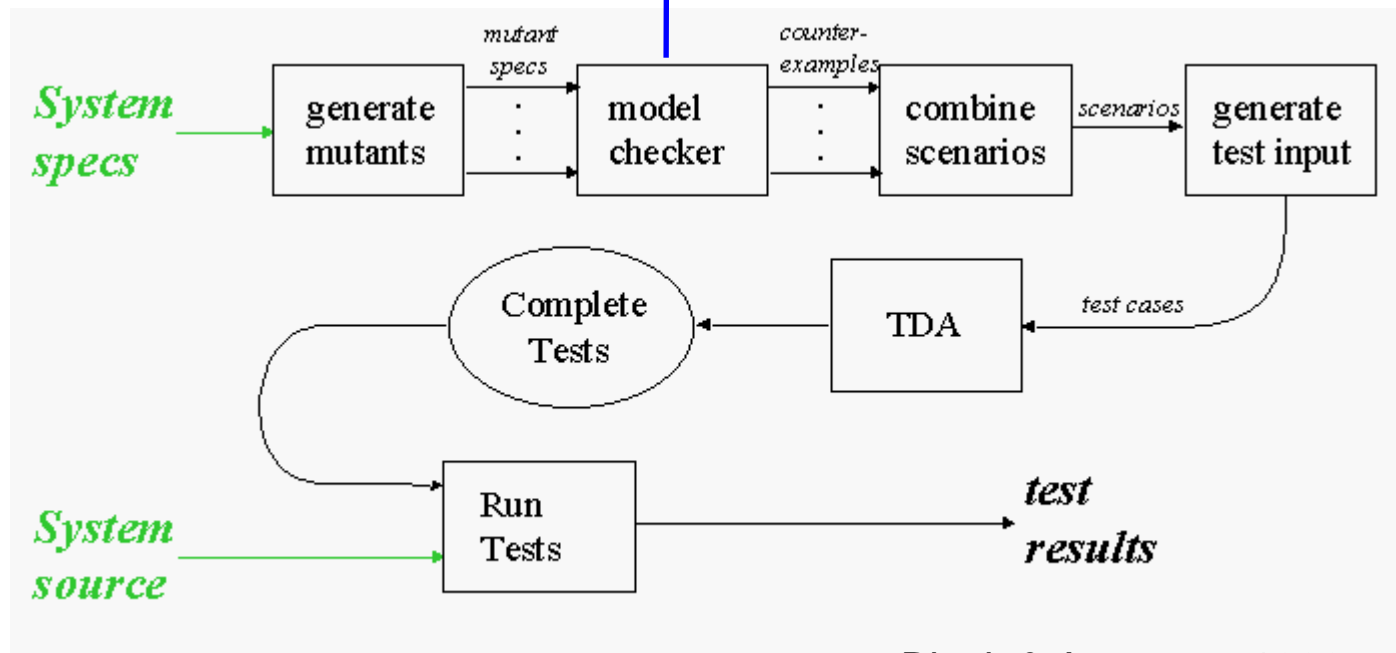 mutant
specs
counter-
examples
System
specs
generate
mutants
model
checker
combine
scenarios
scenarios
generate
test input
Complete
Tests
TDA
test cases
Run
Tests
test
results
System
source